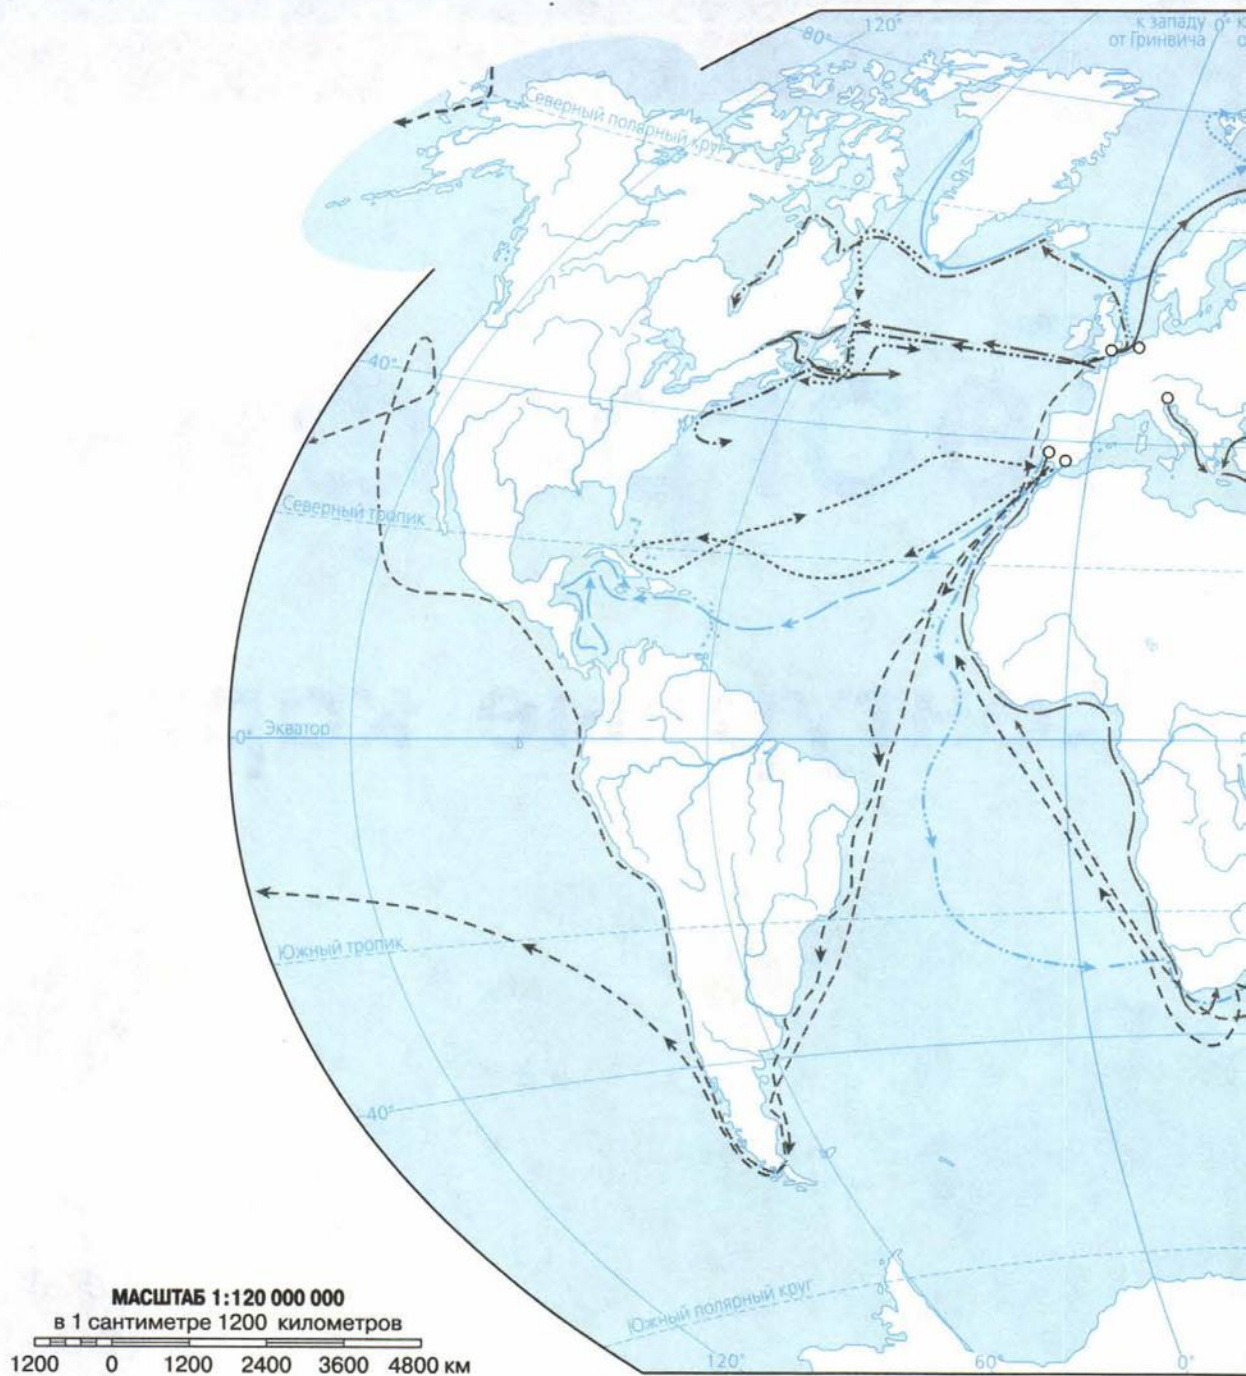 120°
к западу 0° к
от Гринвича о
80°
Северный полярный круг
40°
Северный тропик
0° Экватор
Южный тропик
40°
Южный полярный круг
МАСШТАБ 1:120 000 000
в 1 сантиметре 1200 километров
1200 0 1200 2400 3600 4800 км
120° 60° 0°